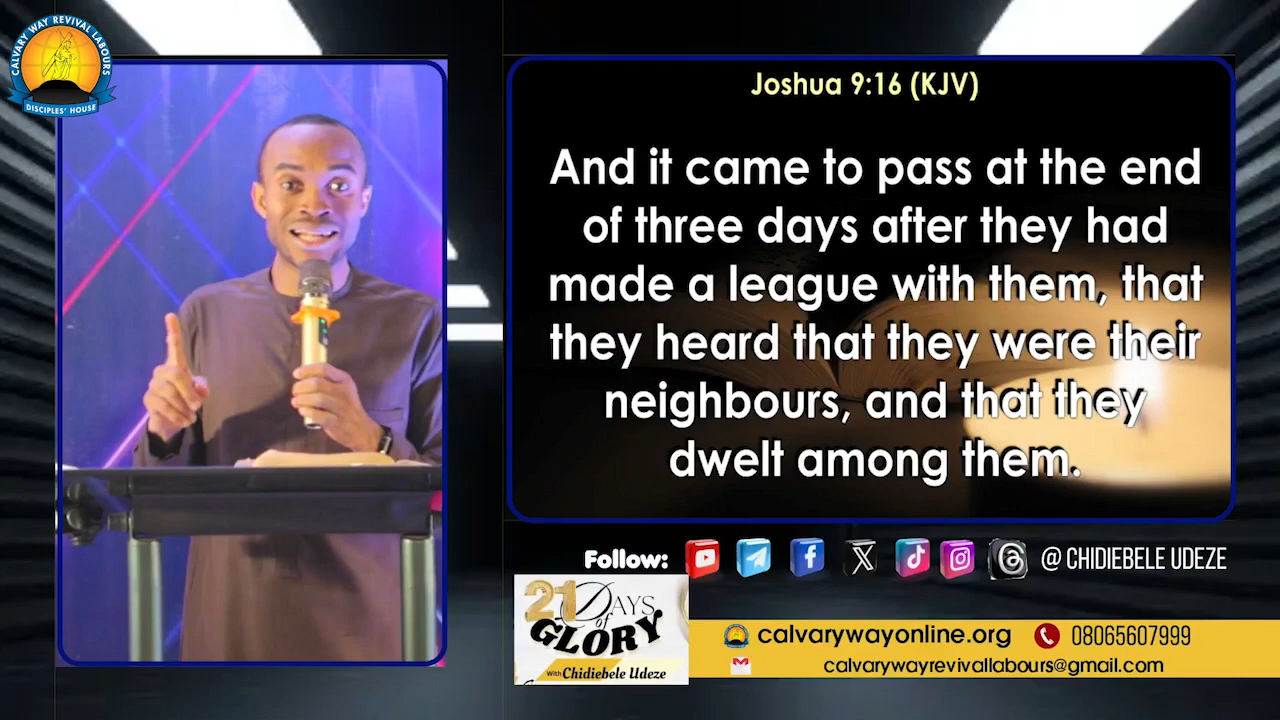 CALVARY WAY REVIVAL LABOURS
DISCIPLES' HOUSE
Joshua 9:16 (KJV)
And it came to pass at the end
of three days after they had
made a league with them, that
they heard that they were their
neighbours, and that they
dwelt among them.
Follow:
@ CHIDIEBELE UDEZE
21 DAYS
of
GLORY
With Chidiebele Udeze
calvarywayonline.org
08065607999
calvarywayrevivallabours@gmail.com